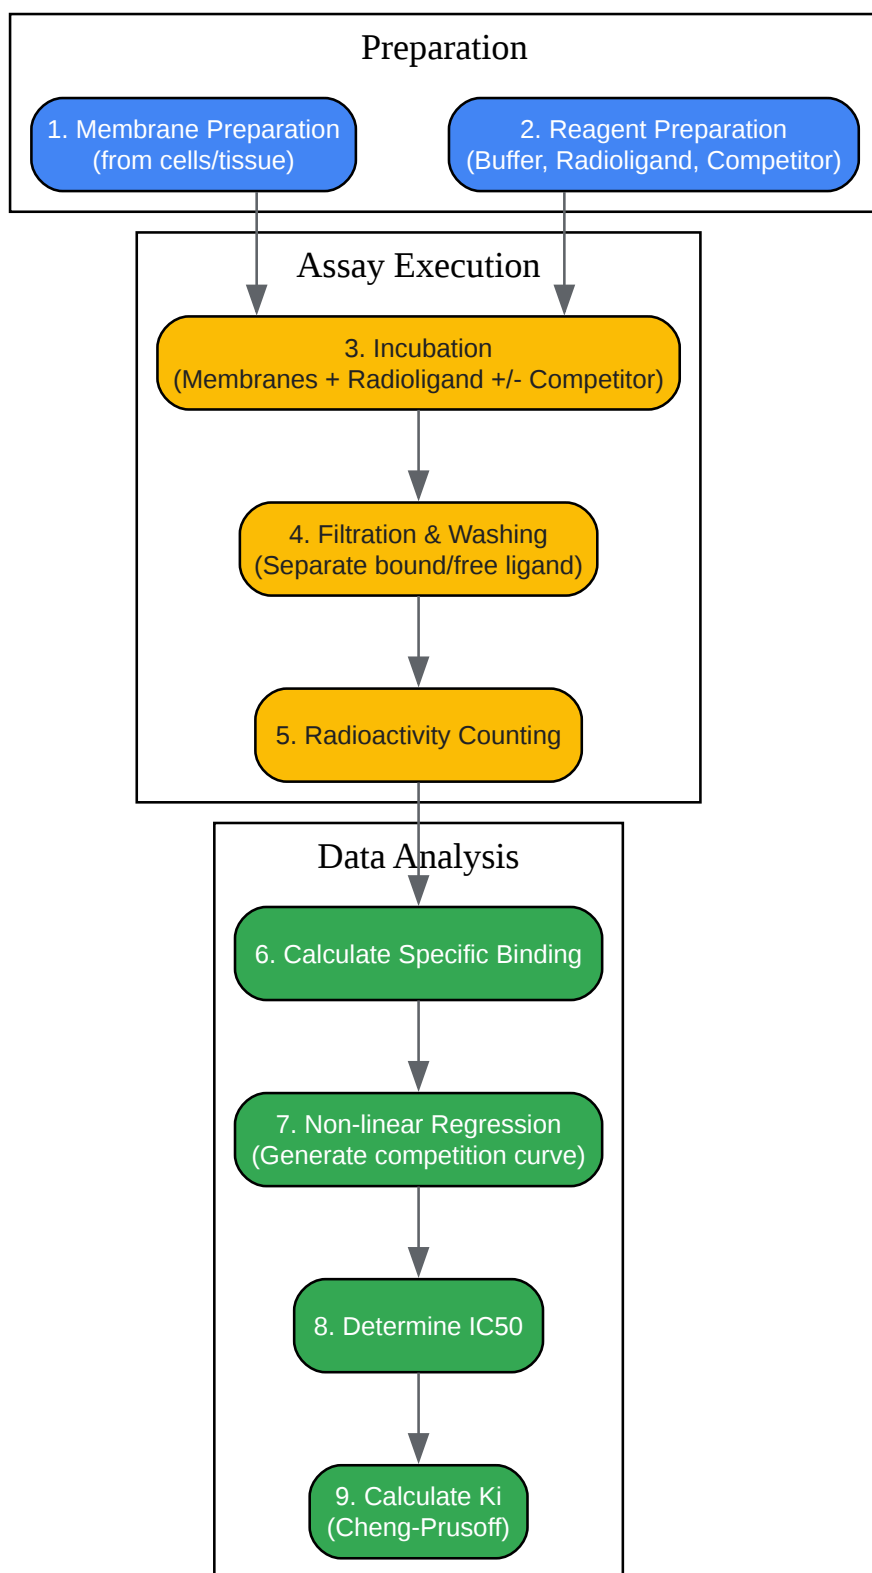 Preparation
1. Membrane Preparation
(from cells/tissue)
2. Reagent Preparation
(Buffer, Radioligand, Competitor)
Assay Execution
3. Incubation
(Membranes + Radioligand +/- Competitor)
4. Filtration & Washing
(Separate bound/free ligand)
5. Radioactivity Counting
Data Analysis
6. Calculate Specific Binding
7. Non-linear Regression
(Generate competition curve)
8. Determine IC50
9. Calculate Ki
(Cheng-Prusoff)